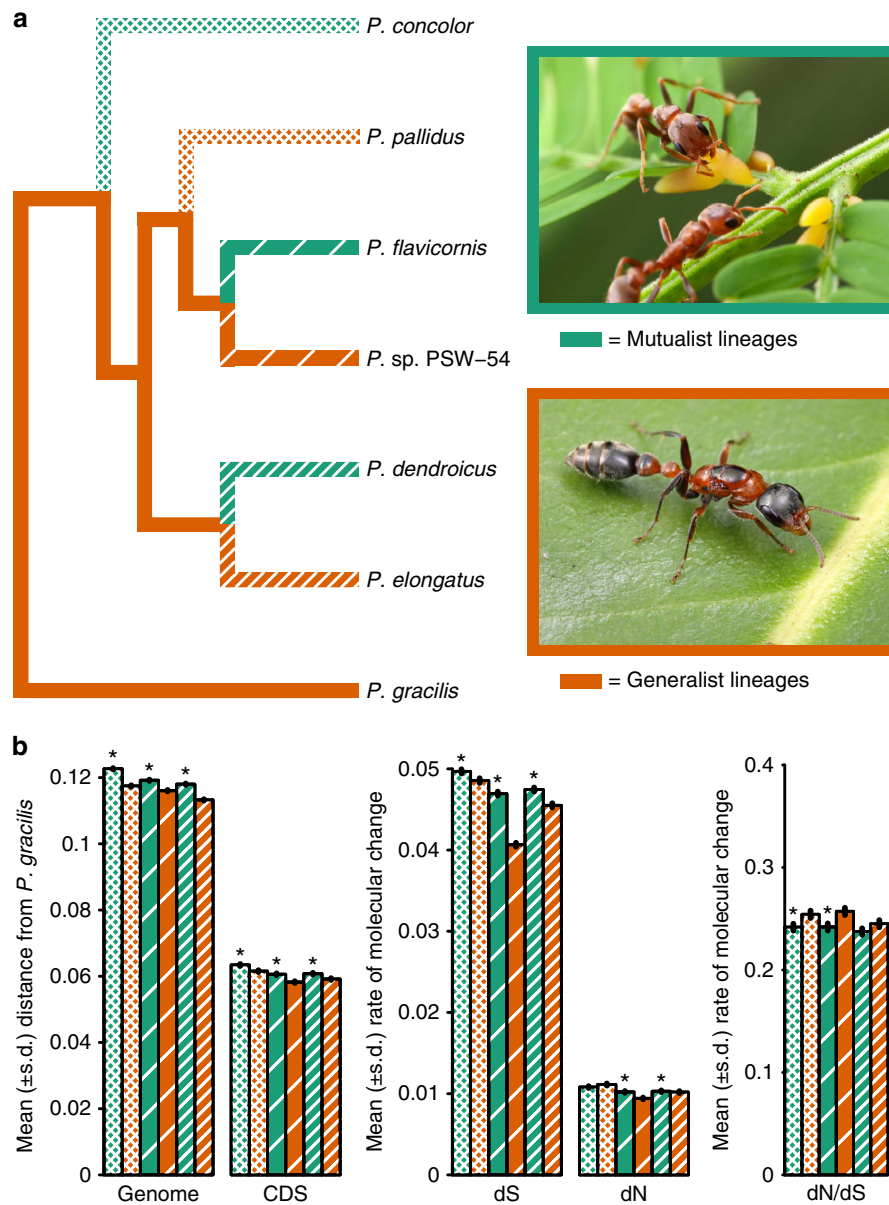 a
P. concolor
P. pallidus
P. flavicornis
P. sp. PSW–54
P. dendroicus
P. elongatus
P. gracilis
= Mutualist lineages
= Generalist lineages
b
Mean (±s.d.) distance from P. gracilis
0.12
0.1
0.08
0.06
0.04
0.02
0
* * *
* * *
Genome
CDS
Mean (±s.d.) rate of molecular change
0.05
0.04
0.03
0.02
0.01
0
* * *
* *
dS
dN
Mean (±s.d.) rate of molecular change
0.4
0.3
0.2
0.1
0
* *
dN/dS